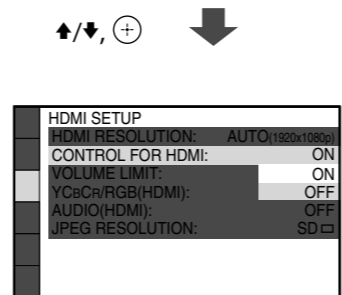 ↑/↓, ⊕
HDMI SETUP
HDMI RESOLUTION: AUTO(1920x1080p)
CONTROL FOR HDMI: ON
VOLUME LIMIT: ON
YCBCR/RGB(HDMI): OFF
AUDIO(HDMI): OFF
JPEG RESOLUTION: SD